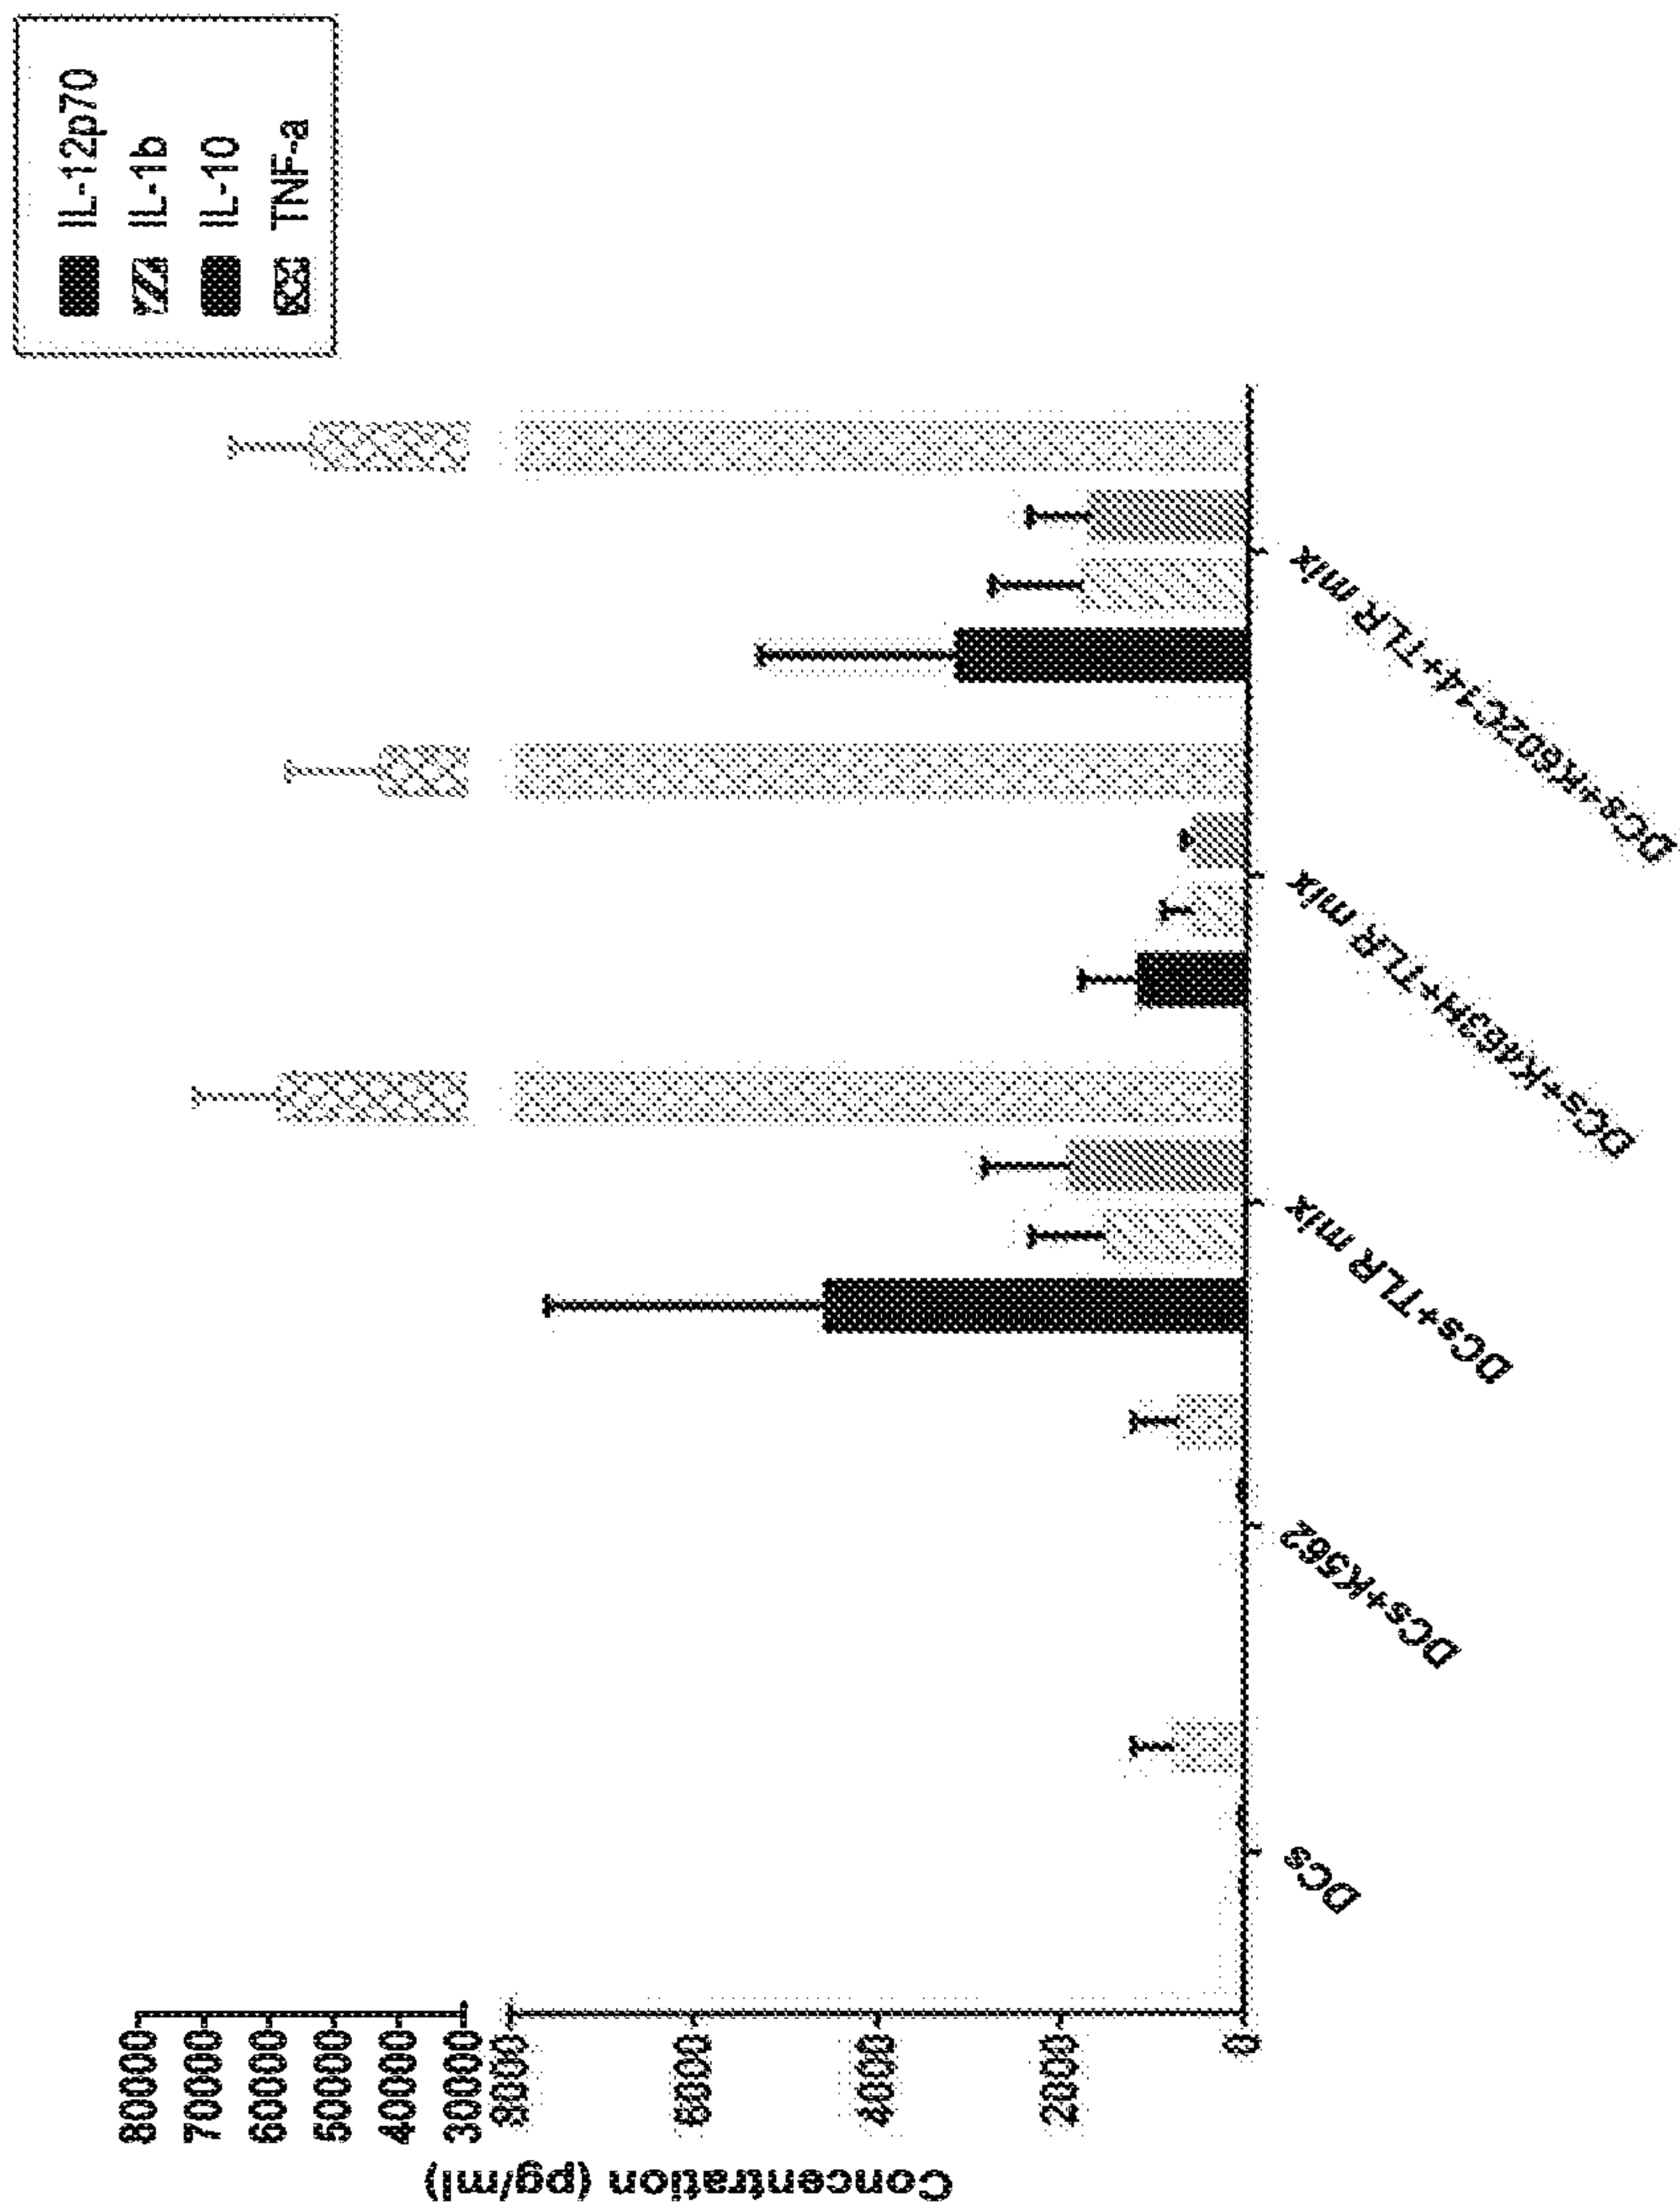 IL-12p70
IL-1b
IL-10
TNF-a
Concentration (pg/ml)
80000
70000
60000
50000
40000
30000
8000
6000
4000
2000
0
DCs
DCs+K562
DCs+TLR mix
DCs+K463H+TLR mix
DCs+K602C14+TLR mix